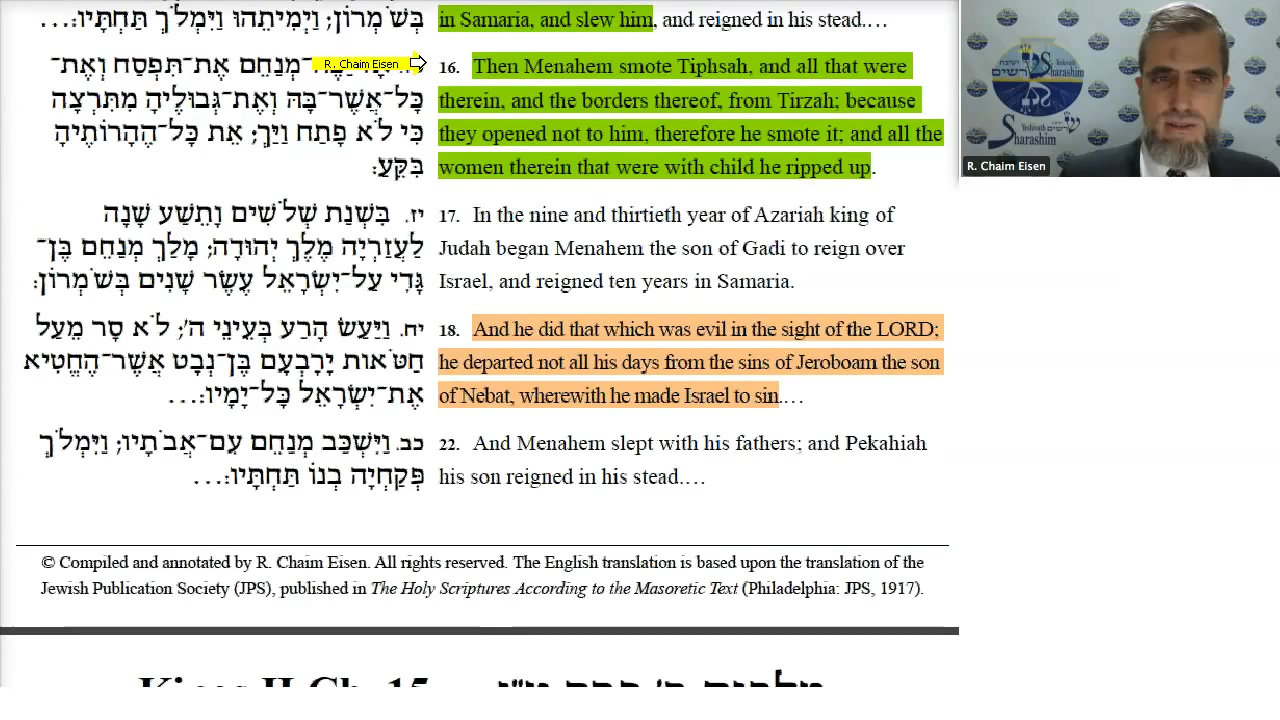 בְּשֹׁמְרוֹן; וַיְמִיתֵהוּ וַיִּמְלֹךְ תַּחְתָּיו:...
in Samaria, and slew him, and reigned in his stead.…
R. Chaim Eisen
מְנַחֵם אֶת־תִּפְסַח וְאֶת־
כָּל־אֲשֶׁר־בָּהּ וְאֶת־גְּבוּלֶיהָ מִתִּרְצָה
כִּי לֹא פָתַח וַיַּךְ; אֵת כָּל־הֶהָרוֹתֶיהָ
בִּקֵּעַ:
16. Then Menahem smote Tiphsah, and all that were
therein, and the borders thereof, from Tirzah; because
they opened not to him, therefore he smote it; and all the
women therein that were with child he ripped up.
יז. בִּשְׁנַת שְׁלֹשִׁים וָתֵשַׁע שָׁנָה
לַעֲזַרְיָה מֶלֶךְ יְהוּדָה; מָלַךְ מְנַחֵם בֶּן־
גָּדִי עַל־יִשְׂרָאֵל עֶשֶׂר שָׁנִים בְּשֹׁמְרוֹן:
17. In the nine and thirtieth year of Azariah king of
Judah began Menahem the son of Gadi to reign over
Israel, and reigned ten years in Samaria.
יח. וַיַּעַשׂ הָרַע בְּעֵינֵי ה'; לֹא סָר מֵעַל
חַטֹּאות יָרָבְעָם בֶּן־נְבָט אֲשֶׁר־הֶחֱטִיא
אֶת־יִשְׂרָאֵל כָּל־יָמָיו:...
18. And he did that which was evil in the sight of the LORD;
he departed not all his days from the sins of Jeroboam the son
of Nebat, wherewith he made Israel to sin.…
כב. וַיִּשְׁכַּב מְנַחֵם עִם־אֲבֹתָיו; וַיִּמְלֹךְ
פְּקַחְיָה בְנוֹ תַּחְתָּיו:...
22. And Menahem slept with his fathers; and Pekahiah
his son reigned in his stead.…
© Compiled and annotated by R. Chaim Eisen. All rights reserved. The English translation is based upon the translation of the
Jewish Publication Society (JPS), published in The Holy Scriptures According to the Masoretic Text (Philadelphia: JPS, 1917).
Kings II Ch. 15
Yeshivath
Sharashim
Yeshivath שרשים
Sharashim
R. Chaim Eisen